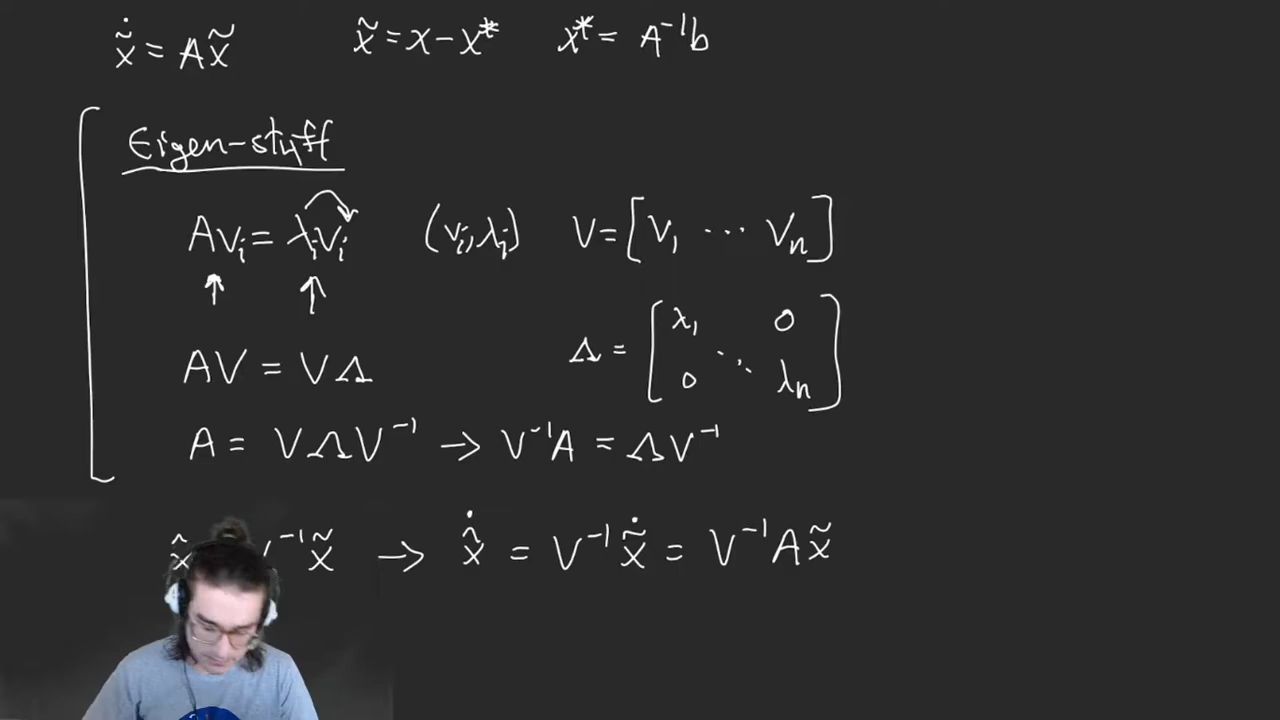 x̃̇ = Ax̃ x̃ = x − x* x* = A⁻¹b
Eigen-stuff
Avᵢ = λᵢvᵢ (vᵢ, λᵢ) V = [v₁ ⋯ vₙ]
Λ = [λ₁ 0
0 ⋱ λₙ]
AV = VΛ
A = VΛV⁻¹ → V⁻¹A = ΛV⁻¹
x̂ V⁻¹x̃ → x̂̇ = V⁻¹x̃̇ = V⁻¹Ax̃